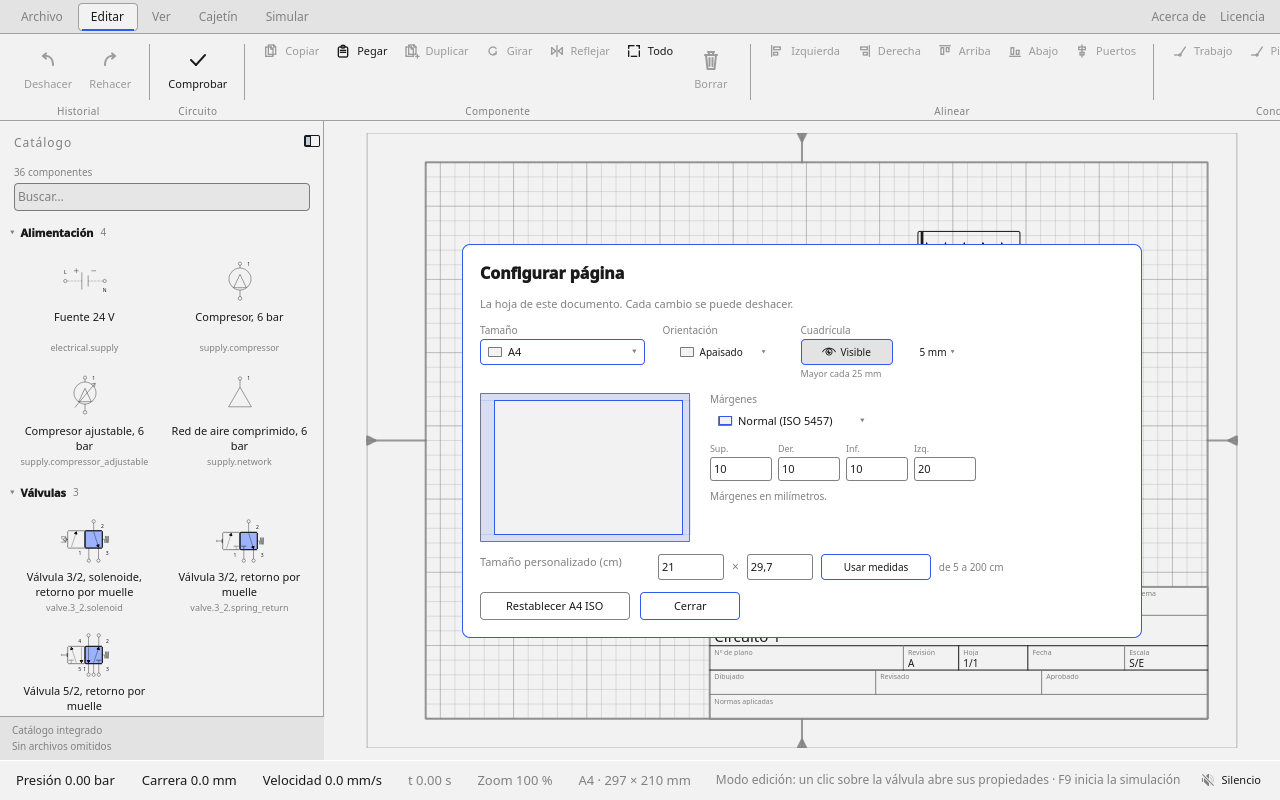 Archivo Editar Ver Cajetín Simular Acerca de Licencia
Deshacer Rehacer Comprobar Copiar Pegar Duplicar Girar Reflejar Todo Borrar Izquierda Derecha Arriba Abajo Puertos Trabajo
Historial Circuito Componente Alinear
Catálogo
36 componentes
Buscar...
Alimentación 4
Fuente 24 V
electrical.supply
Compresor, 6 bar
supply.compressor
Compresor ajustable, 6
bar
supply.compressor_adjustable
Red de aire comprimido, 6
bar
supply.network
Válvulas 3
Válvula 3/2, solenoide,
retorno por muelle
valve.3_2.solenoid
Válvula 3/2, retorno por
muelle
valve.3_2.spring_return
Válvula 5/2, retorno por
muelle
Catálogo integrado
Sin archivos omitidos
Configurar página
La hoja de este documento. Cada cambio se puede deshacer.
Tamaño Orientación Cuadrícula
A4 Apaisado Visible 5 mm
Mayor cada 25 mm
Márgenes
Normal (ISO 5457)
Sup. Der. Inf. Izq.
10 10 10 20
Márgenes en milímetros.
Tamaño personalizado (cm) 21 × 29,7 Usar medidas de 5 a 200 cm
Restablecer A4 ISO Cerrar
Circuito 1
Nº de plano Revisión Hoja Fecha Escala
A 1/1 S/E
Dibujado Revisado Aprobado
Normas aplicadas
Presión 0.00 bar Carrera 0.0 mm Velocidad 0.0 mm/s t 0.00 s Zoom 100 % A4 · 297 × 210 mm Modo edición: un clic sobre la válvula abre sus propiedades · F9 inicia la simulación Silencio